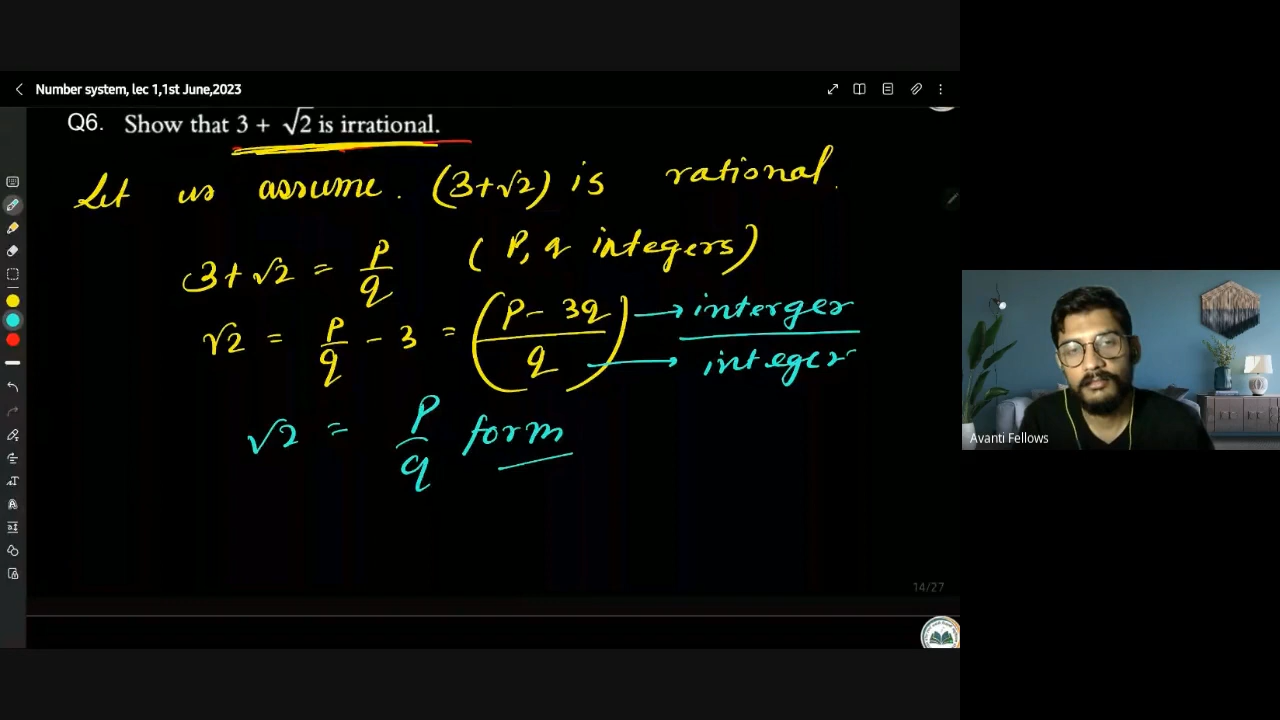 Number system, lec 1,1st June,2023
Q6. Show that 3 + √2 is irrational.
Let us assume. (3+√2) is rational.
3+√2 = p/q (P, q integers)
√2 = p/q - 3 = (p - 3q / q) → interger
→ integer
√2 = p/q form
Avanti Fellows
14/27